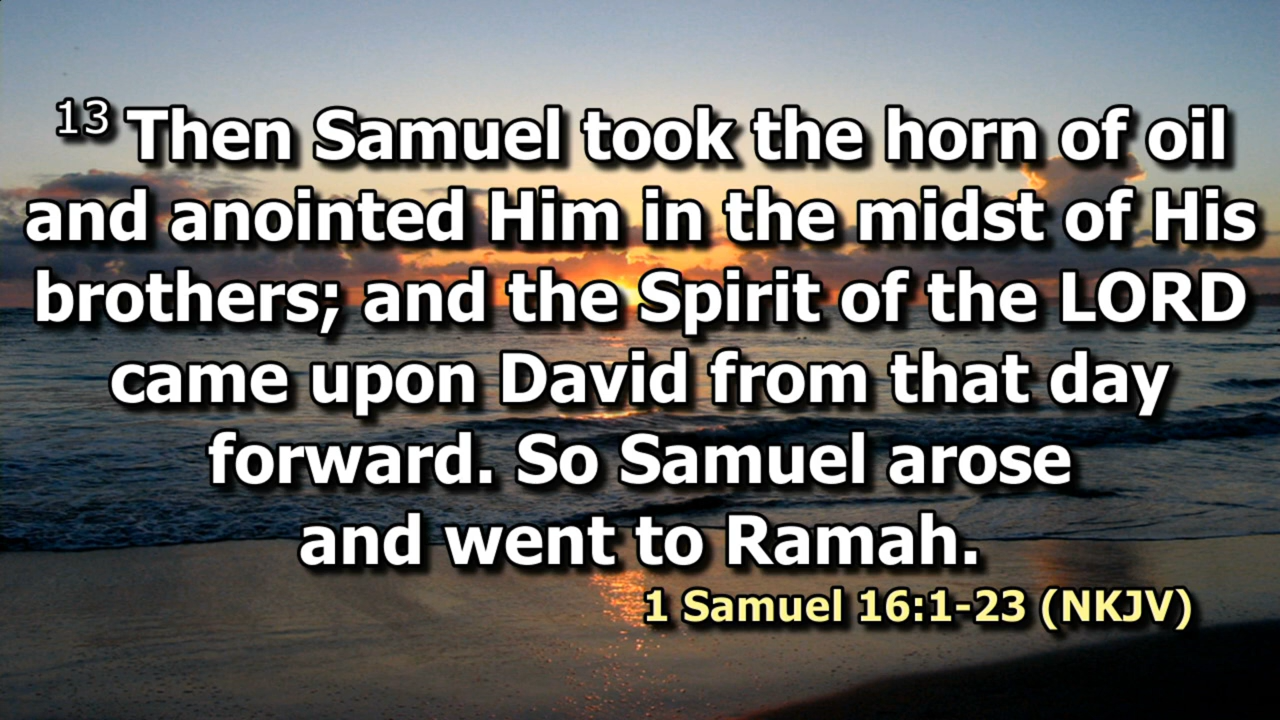 13 Then Samuel took the horn of oil
and anointed Him in the midst of His
brothers; and the Spirit of the LORD
came upon David from that day
forward. So Samuel arose
and went to Ramah.
1 Samuel 16:1-23 (NKJV)